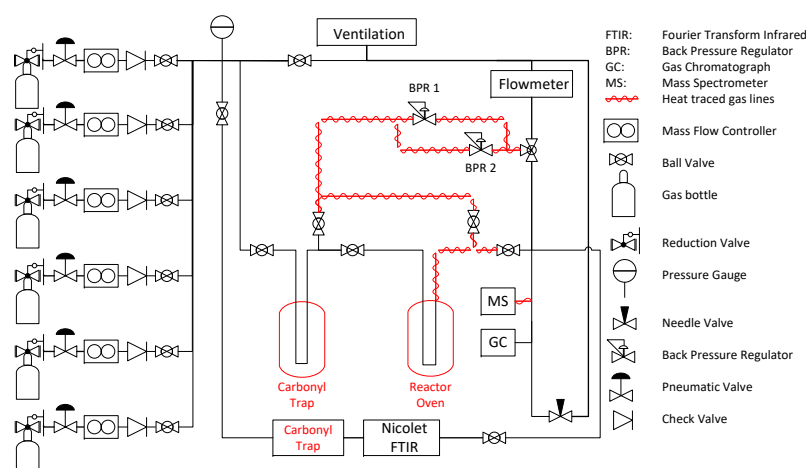 Ventilation
Flowmeter
BPR 1
BPR 2
MS
GC
Carbonyl
Trap
Reactor
Oven
Carbonyl
Trap
Nicolet
FTIR
FTIR: Fourier Transform Infrared
BPR: Back Pressure Regulator
GC: Gas Chromatograph
MS: Mass Spectrometer
Heat traced gas lines
Mass Flow Controller
Ball Valve
Gas bottle
Reduction Valve
Pressure Gauge
Needle Valve
Back Pressure Regulator
Pneumatic Valve
Check Valve